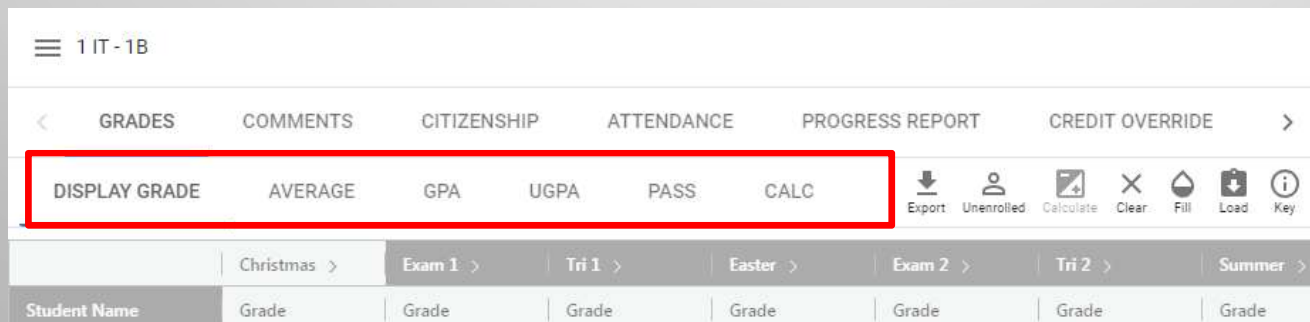 1 IT - 1B
GRADES COMMENTS CITIZENSHIP ATTENDANCE PROGRESS REPORT CREDIT OVERRIDE
DISPLAY GRADE AVERAGE GPA UGPA PASS CALC Export Unenrolled Calculate Clear Fill Load Key
Christmas > Exam 1 > Tri 1 > Easter > Exam 2 > Tri 2 > Summer >
Student Name Grade Grade Grade Grade Grade Grade Grade